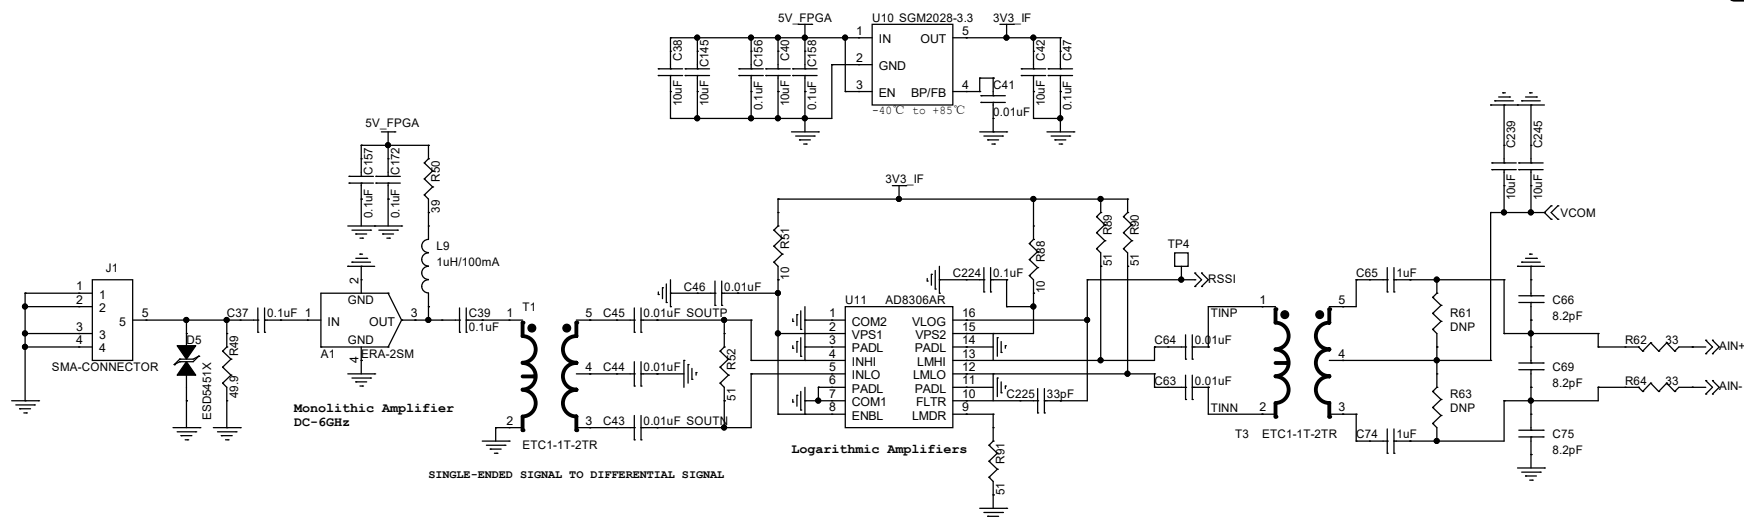 5V_FPGA
U10 SGM2028-3.3
3V3_IF
1 IN OUT 5
2 GND
3 EN BP/FB 4
-40℃ to +85℃
C38 10uF
C145 10uF
C156 0.1uF
C40 10uF
C158 0.1uF
C41 0.01uF
C42 10uF
C47 0.1uF
5V_FPGA
C157 0.1uF
C172 0.1uF
R50 39
L9
1uH/100mA
J1
1 1
2 2
3 3
4 4
5 5
SMA-CONNECTOR
D5
ESD5451X
R49 49.9
C37 0.1uF
2
GND
1 IN OUT 3
GND
4
A1 ERA-2SM
Monolithic Amplifier
DC-6GHz
C39
0.1uF
T1
1 5
4
2 3
ETC1-1T-2TR
SINGLE-ENDED SIGNAL TO DIFFERENTIAL SIGNAL
C45 0.01uF SOUTP
C44 0.01uF
C43 0.01uF SOUTN
R52 51
C46 0.01uF
R51 10
3V3_IF
C224 0.1uF
R88 10
R89 51
R90 51
TP4
RSSI
U11 AD8306AR
1 COM2 VLOG 16
2 VPS1 VPS2 15
3 PADL PADL 14
4 INHI LMHI 13
5 INLO LMLO 12
6 PADL PADL 11
7 COM1 FLTR 10
8 ENBL LMDR 9
Logarithmic Amplifiers
C225 33pF
R91 51
C64 0.01uF
C63 0.01uF
TINP
TINN
1 5
4
2 3
T3 ETC1-1T-2TR
C65 1uF
C74 1uF
R61
DNP
R63
DNP
C239 10uF
C245 10uF
VCOM
C66
8.2pF
C69
8.2pF
C75
8.2pF
R62 33 AIN+
R64 33 AIN-